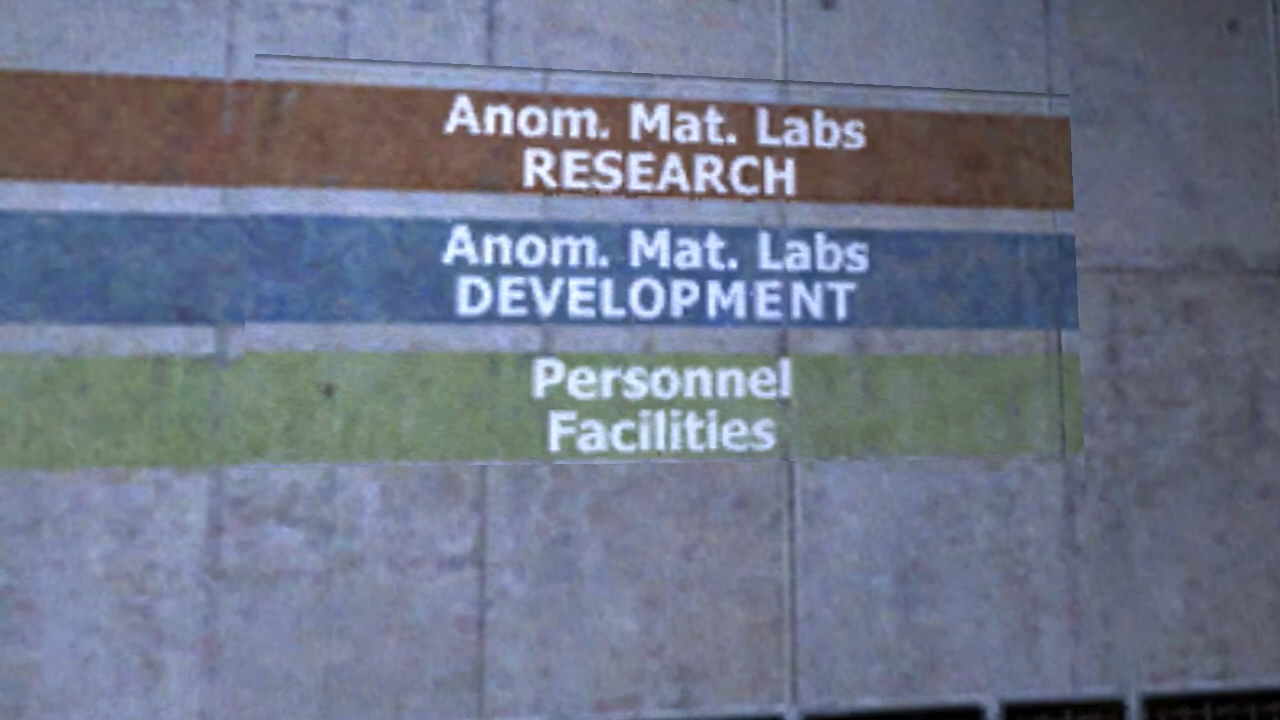 Anom. Mat. Labs
RESEARCH
Anom. Mat. Labs
DEVELOPMENT
Personnel
Facilities